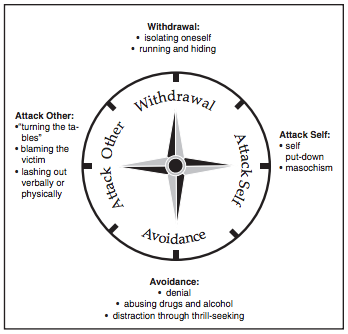 Withdrawal:
• isolating oneself
• running and hiding
Attack Other:
•"turning the ta-
bles"
• blaming the
victim
• lashing out
verbally or
physically
Withdrawal
Attack Other
Attack Self
Avoidance
Attack Self:
• self
put-down
• masochism
Avoidance:
• denial
• abusing drugs and alcohol
• distraction through thrill-seeking